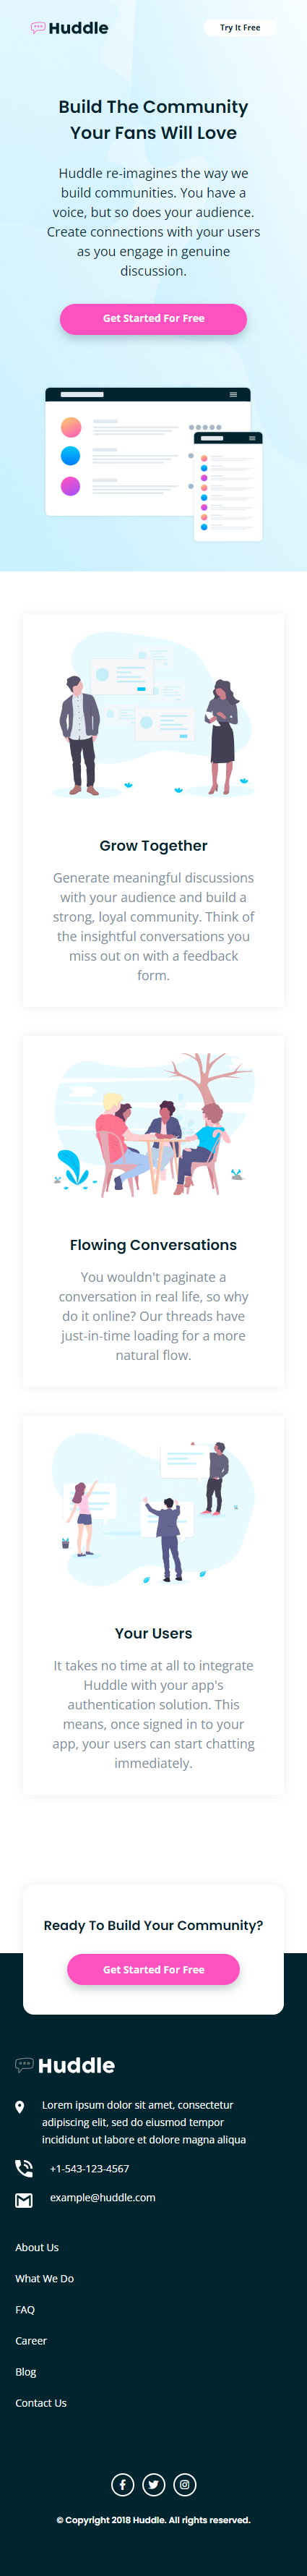 Huddle
Try It Free
Build The Community
Your Fans Will Love
Huddle re-imagines the way we
build communities. You have a
voice, but so does your audience.
Create connections with your users
as you engage in genuine
discussion.
Get Started For Free
Grow Together
Generate meaningful discussions
with your audience and build a
strong, loyal community. Think of
the insightful conversations you
miss out on with a feedback
form.
Flowing Conversations
You wouldn't paginate a
conversation in real life, so why
do it online? Our threads have
just-in-time loading for a more
natural flow.
Your Users
It takes no time at all to integrate
Huddle with your app's
authentication solution. This
means, once signed in to your
app, your users can start chatting
immediately.
Ready To Build Your Community?
Get Started For Free
Huddle
Lorem ipsum dolor sit amet, consectetur
adipiscing elit, sed do eiusmod tempor
incididunt ut labore et dolore magna aliqua
+1-543-123-4567
example@huddle.com
About Us
What We Do
FAQ
Career
Blog
Contact Us
© Copyright 2018 Huddle. All rights reserved.